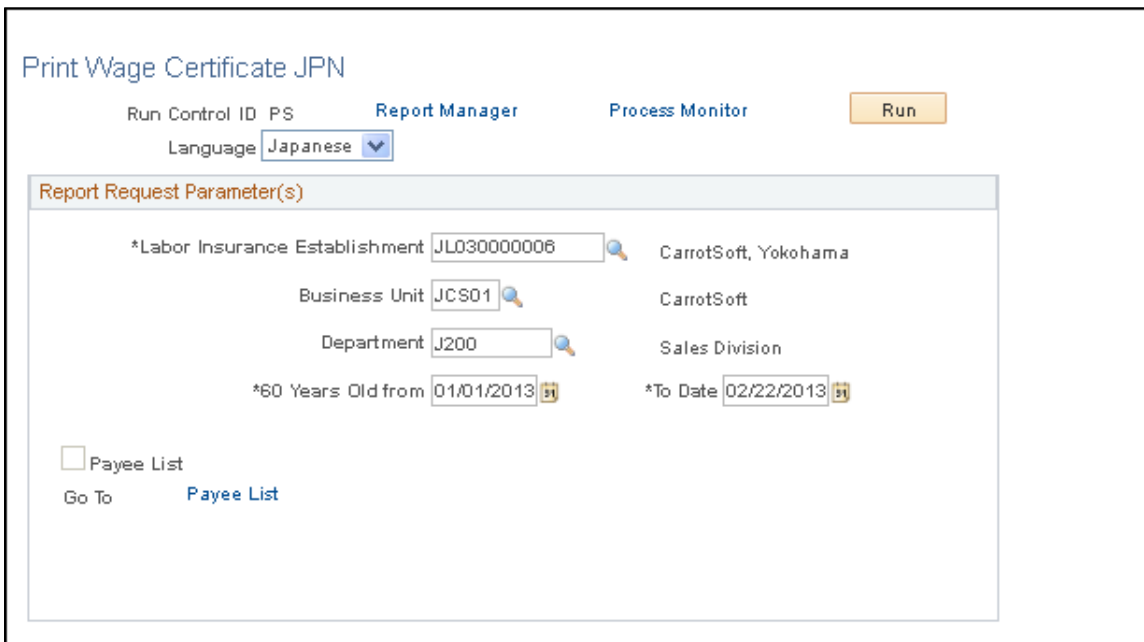 Print Wage Certificate JPN
Run Control ID PS Report Manager Process Monitor Run
Language Japanese
Report Request Parameter(s)
*Labor Insurance Establishment JL030000006 CarrotSoft, Yokohama
Business Unit JCS01 CarrotSoft
Department J200 Sales Division
*60 Years Old from 01/01/2013 *To Date 02/22/2013
Payee List
Go To Payee List